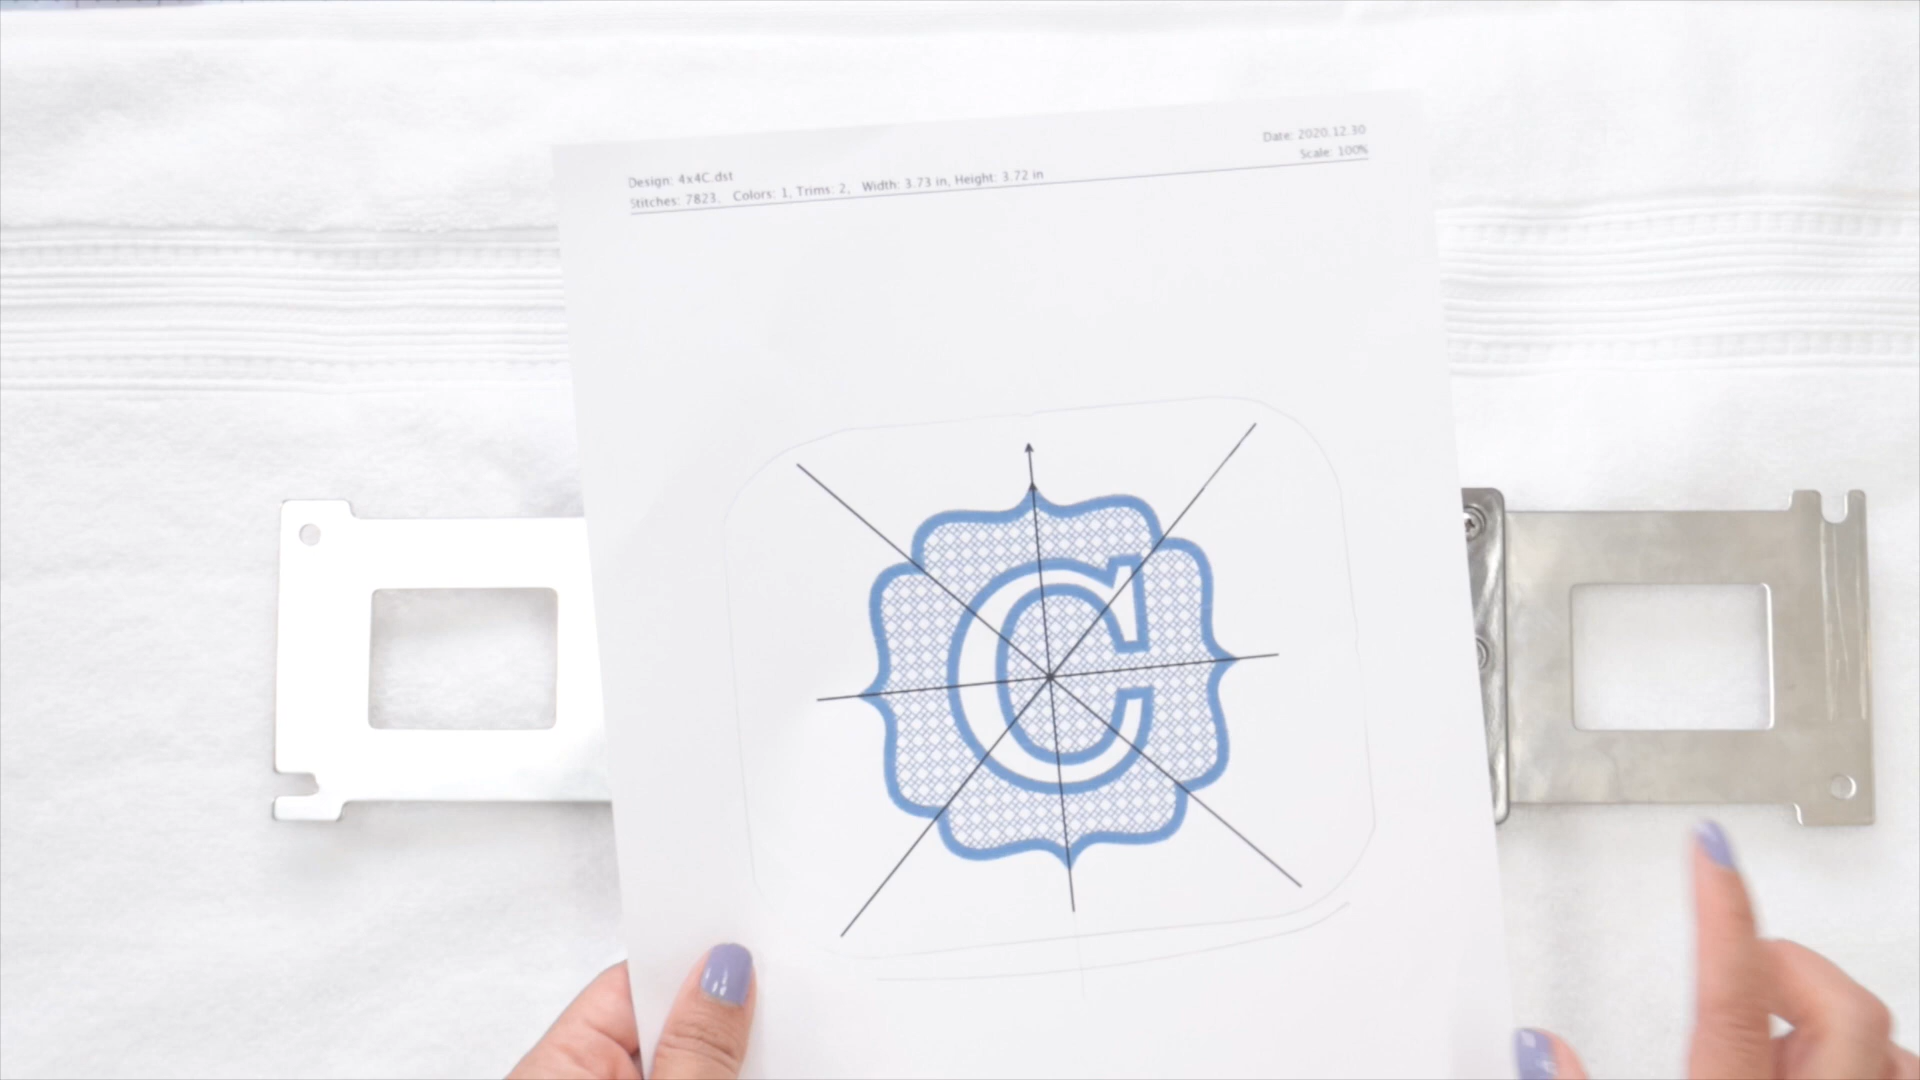 Design: 4x4C.dst
Date: 2020.12.30
Scale: 100%
Stitches: 7823, Colors: 1, Trims: 2, Width: 3.73 in, Height: 3.72 in
C